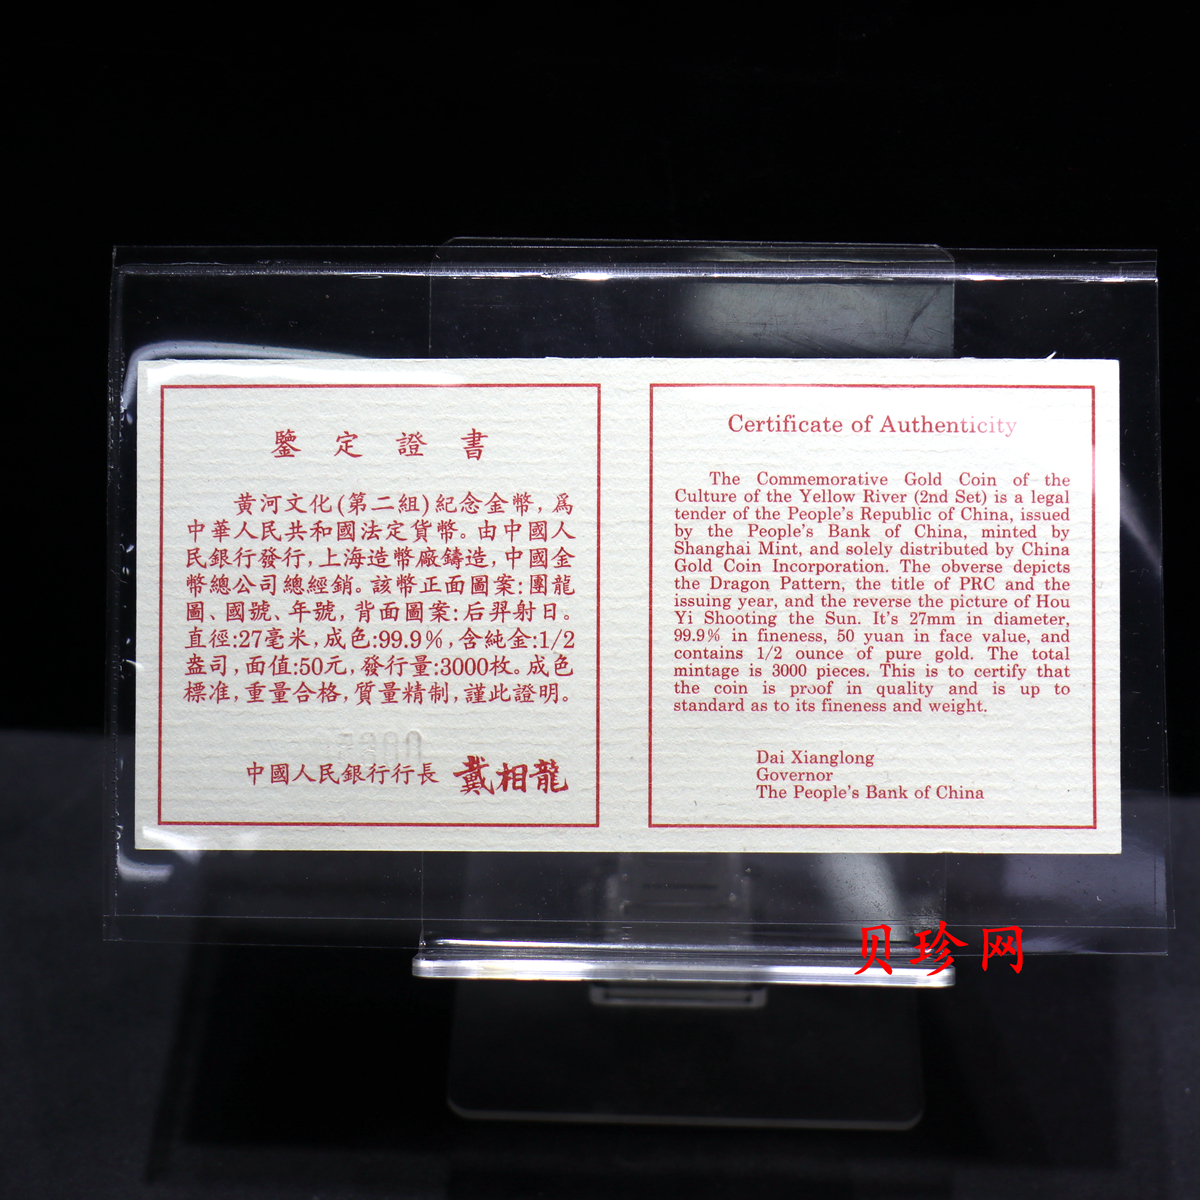 鑒定證書
黃河文化(第二組)紀念金幣,爲
中華人民共和國法定貨幣。由中國人
民銀行發行,上海造幣廠鑄造,中國金
幣總公司總經銷。該幣正面圖案:團龍
圖、國號、年號,背面圖案:后羿射日。
直徑:27毫米,成色:99.9%,含純金:1/2
盎司,面值:50元,發行量:3000枚。成色
標准,重量合格,質量精制,謹此證明。
中國人民銀行行長 戴相龍
Certificate of Authenticity
The Commemorative Gold Coin of the
Culture of the Yellow River (2nd Set) is a legal
tender of the People's Republic of China, issued
by the People's Bank of China, minted by
Shanghai Mint, and solely distributed by China
Gold Coin Incorporation. The obverse depicts
the Dragon Pattern, the title of PRC and the
issuing year, and the reverse the picture of Hou
Yi Shooting the Sun. It's 27mm in diameter,
99.9% in fineness, 50 yuan in face value, and
contains 1/2 ounce of pure gold. The total
mintage is 3000 pieces. This is to certify that
the coin is proof in quality and is up to
standard as to its fineness and weight.
Dai Xianglong
Governor
The People's Bank of China
贝珍网